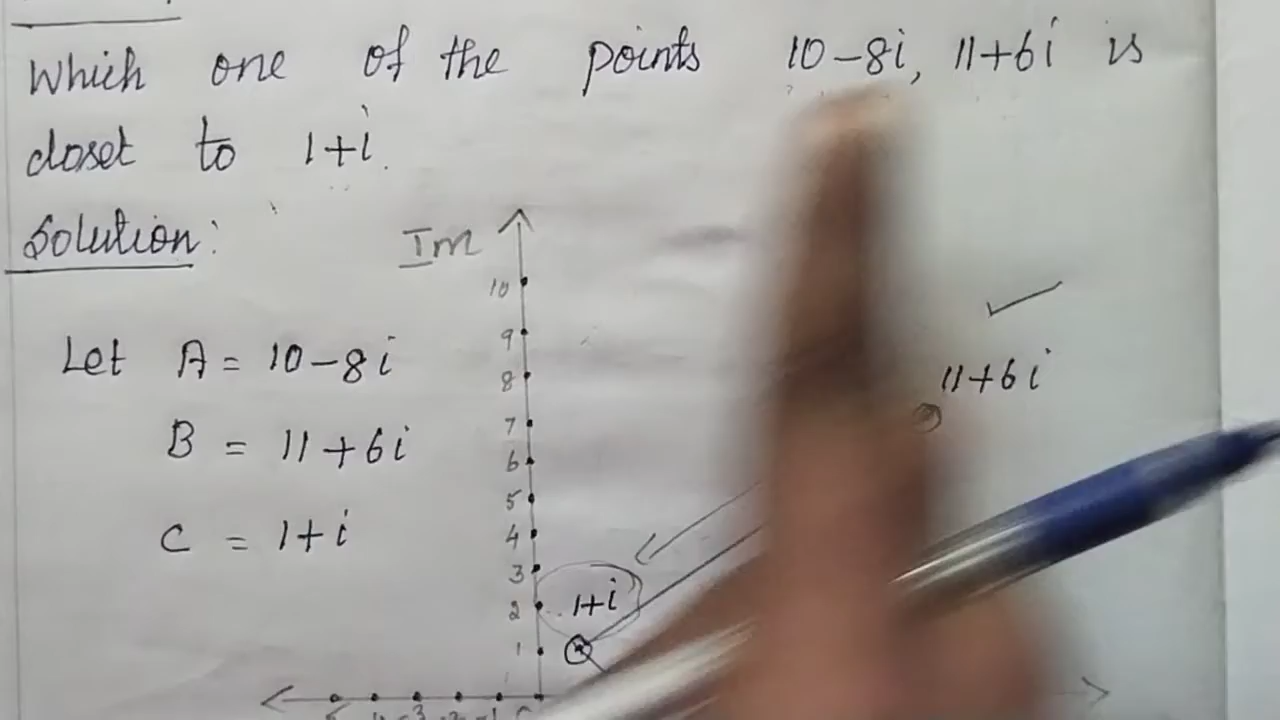 Which one of the points 10-8i, 11+6i is
closet to 1+i.
Solution:
Im
10
9
Let A = 10-8i
8
11+6i
7
B = 11+6i
6
5
C = 1+i
4
3
2
1+i
1